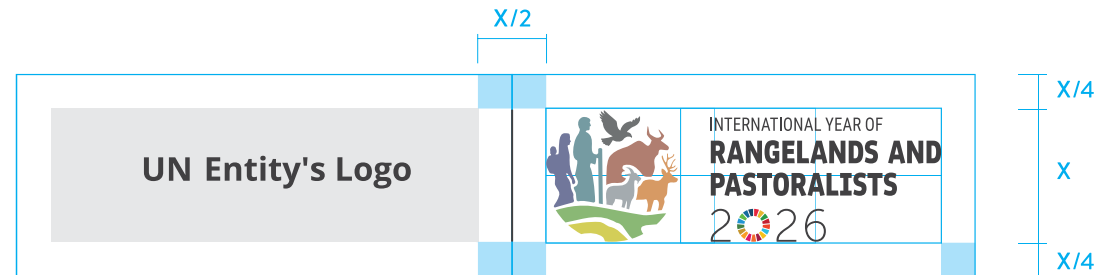 X/2
X/4
UN Entity's Logo
INTERNATIONAL YEAR OF
RANGELANDS AND
PASTORALISTS
2026
X
X/4